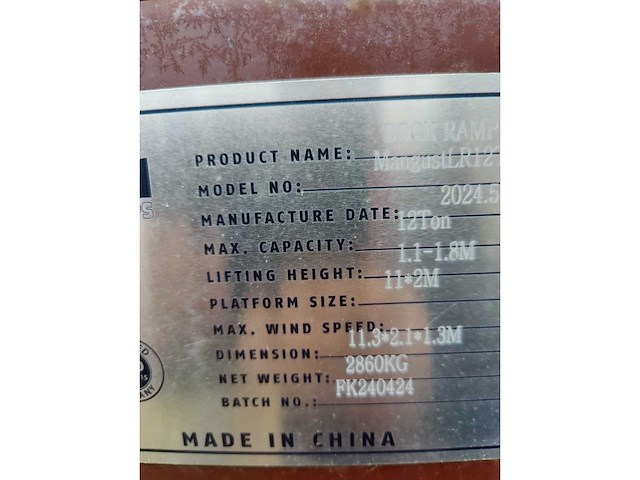 PRODUCT NAME: DOCK RAMP
MODEL NO: MangustLR12T
MANUFACTURE DATE: 2024.5
MAX. CAPACITY: 12Ton
LIFTING HEIGHT: 1.1-1.8M
PLATFORM SIZE: 11*2M
MAX. WIND SPEED:
DIMENSION: 11.3*2.1*1.3M
NET WEIGHT: 2860KG
BATCH NO.: FK240424
MADE IN CHINA